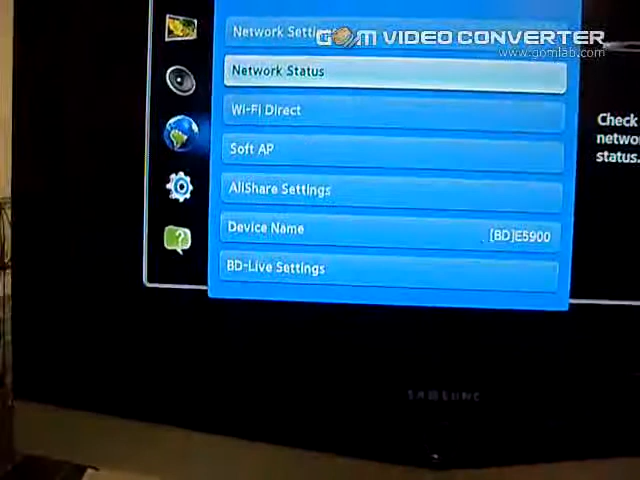 Network Setti
GOM VIDEO CONVERTER
www.gomlab.com
Network Status
Wi-Fi Direct
Soft AP
AllShare Settings
Device Name [BD]E5900
BD-Live Settings
Check
networ
status.
SAMSUNG